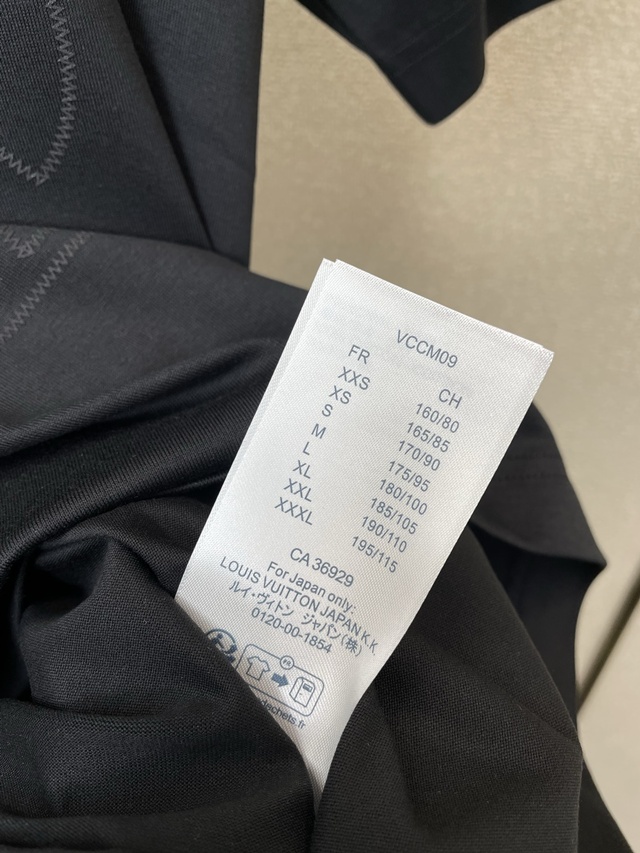 VCCM09
FR CH
XXS 160/80
XS 165/85
S 170/90
M 175/95
L 180/100
XL 185/105
XXL 190/110
XXXL 195/115
CA 36929
For Japan only:
LOUIS VUITTON JAPAN K.K.
ルイ・ヴィトン ジャパン(株)
0120-00-1854
FR